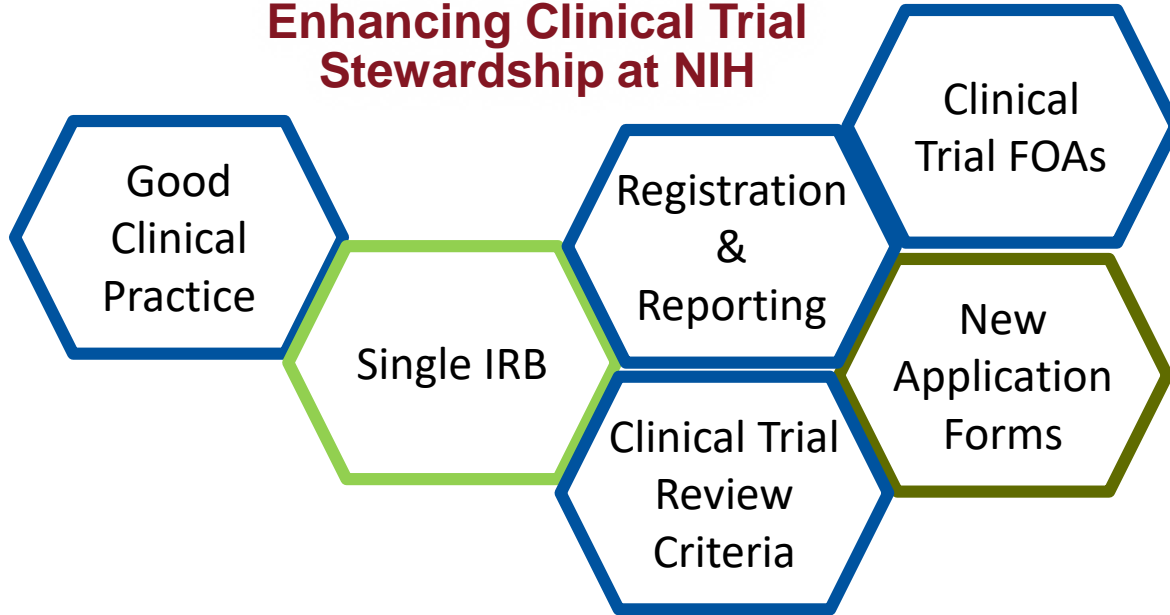 Enhancing Clinical Trial
Stewardship at NIH
Good
Clinical
Practice
Single IRB
Registration
&
Reporting
Clinical Trial
Review
Criteria
Clinical
Trial FOAs
New
Application
Forms